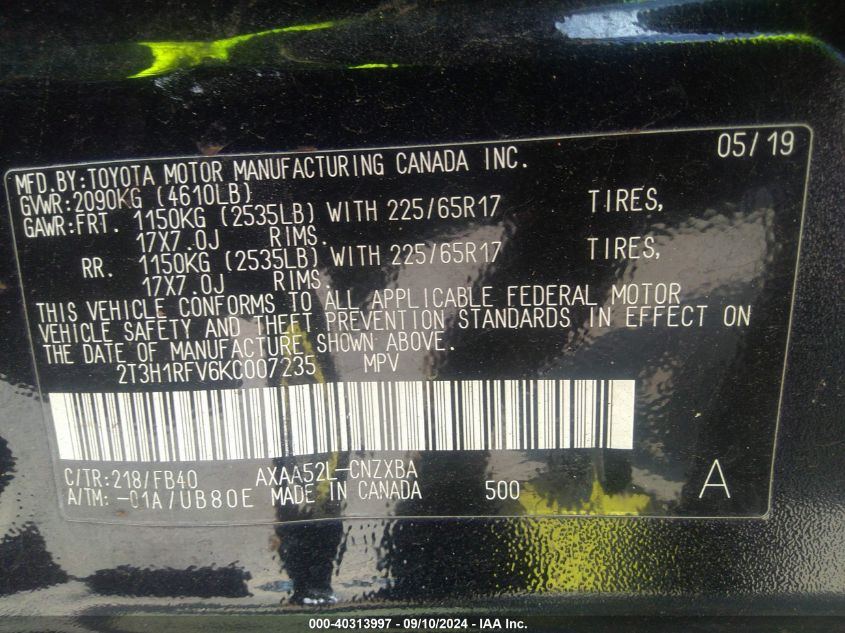 05/19
MFD.BY:TOYOTA MOTOR MANUFACTURING CANADA INC.
GVWR:2090KG (4610LB)
GAWR:FRT. 1150KG (2535LB) WITH 225/65R17 TIRES,
17X7.0J RIMS.
RR. 1150KG (2535LB) WITH 225/65R17 TIRES,
17X7.0J RIMS.
THIS VEHICLE CONFORMS TO ALL APPLICABLE FEDERAL MOTOR
VEHICLE SAFETY AND THEFT PREVENTION STANDARDS IN EFFECT ON
THE DATE OF MANUFACTURE SHOWN ABOVE.
2T3H1RFV6KC007235 MPV
C/TR:218/FB40 AXAA52L-CNZXBA
A/TM:-01A/UB80E MADE IN CANADA 500 A
000-40313997 - 09/10/2024 - IAA Inc.